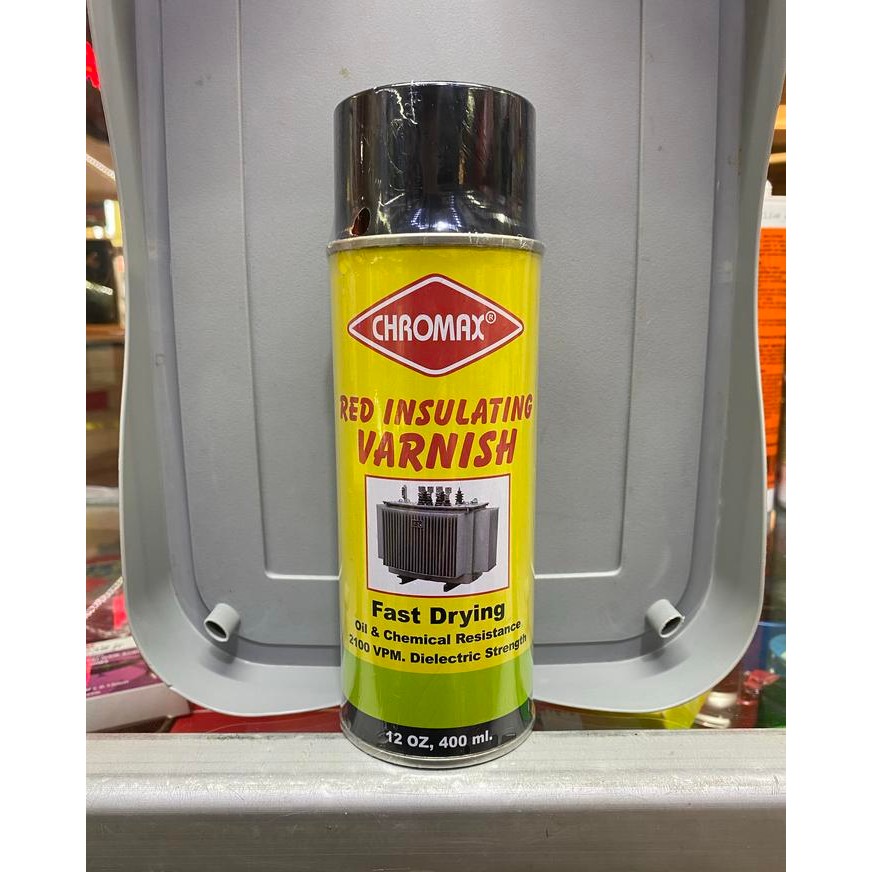 CHROMAX®
RED INSULATING
VARNISH
Fast Drying
Oil & Chemical Resistance
2100 VPM. Dielectric Strength
12 OZ, 400 ml.